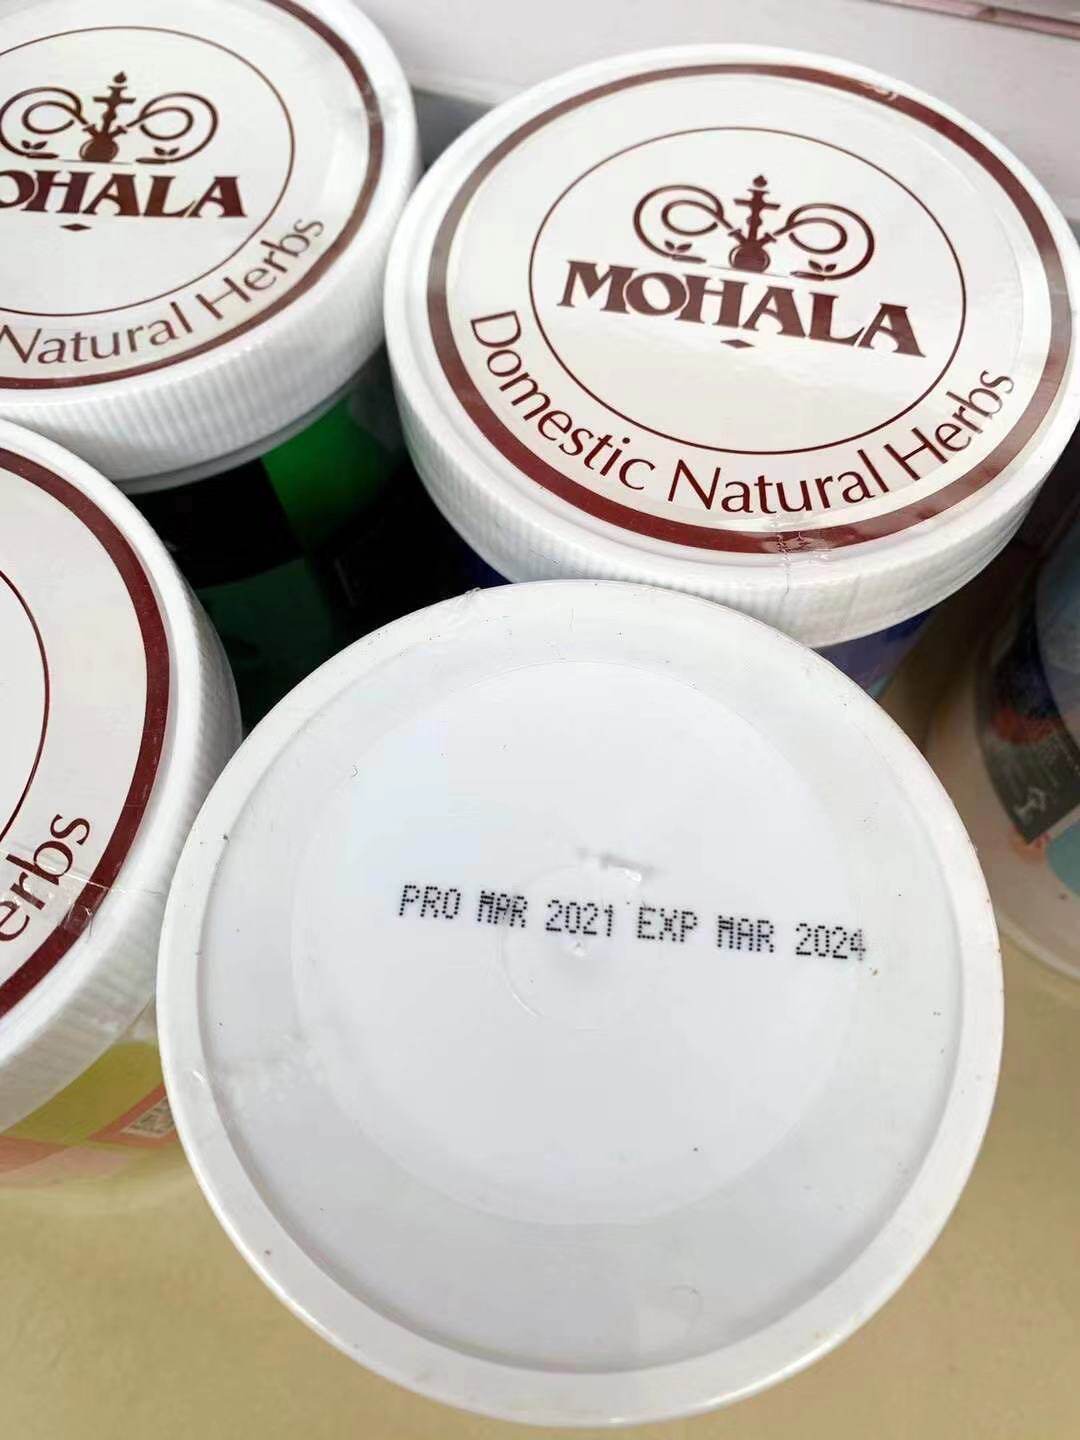 OHALA
Natural Herbs
MOHALA
Domestic Natural Herbs
erbs
PRO MAR 2021 EXP MAR 2024